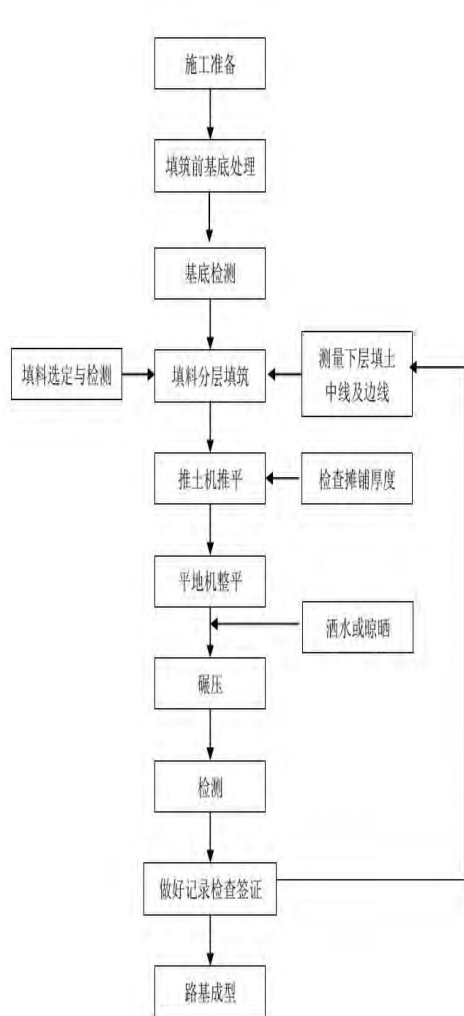 施工准备
填筑前基底处理
基底检测
填料选定与检测
填料分层填筑
测量下层填土
中线及边线
推土机推平
检查摊铺厚度
平地机整平
洒水或晾晒
碾压
检测
做好记录检查签证
路基成型